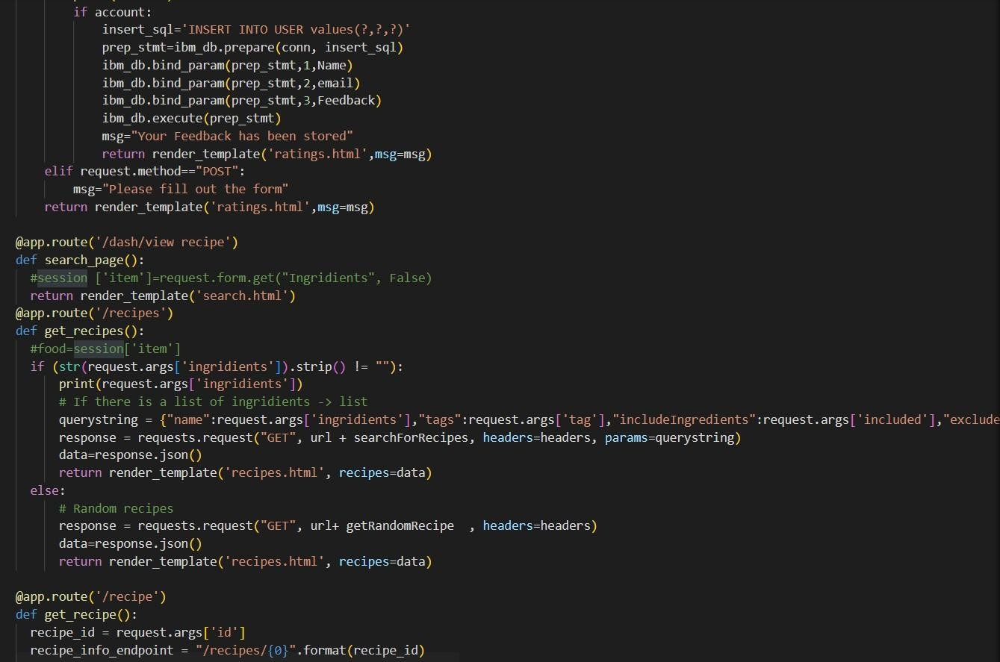 if account:
insert_sql='INSERT INTO USER values(?,?,?)'
prep_stmt=ibm_db.prepare(conn, insert_sql)
ibm_db.bind_param(prep_stmt,1,Name)
ibm_db.bind_param(prep_stmt,2,email)
ibm_db.bind_param(prep_stmt,3,Feedback)
ibm_db.execute(prep_stmt)
msg="Your Feedback has been stored"
return render_template('ratings.html',msg=msg)
elif request.method=="POST":
msg="Please fill out the form"
return render_template('ratings.html',msg=msg)
@app.route('/dash/view recipe')
def search_page():
#session ['item']=request.form.get("Ingridients", False)
return render_template('search.html')
@app.route('/recipes')
def get_recipes():
#food=session['item']
if (str(request.args['ingridients']).strip() != ""):
print(request.args['ingridients'])
# If there is a list of ingridients -> list
querystring = {"name":request.args['ingridients'],"tags":request.args['tag'],"includeIngredients":request.args['included'],"exclude
response = requests.request("GET", url + searchForRecipes, headers=headers, params=querystring)
data=response.json()
return render_template('recipes.html', recipes=data)
else:
# Random recipes
response = requests.request("GET", url+ getRandomRecipe  , headers=headers)
data=response.json()
return render_template('recipes.html', recipes=data)
@app.route('/recipe')
def get_recipe():
recipe_id = request.args['id']
recipe_info_endpoint = "/recipes/{0}".format(recipe_id)